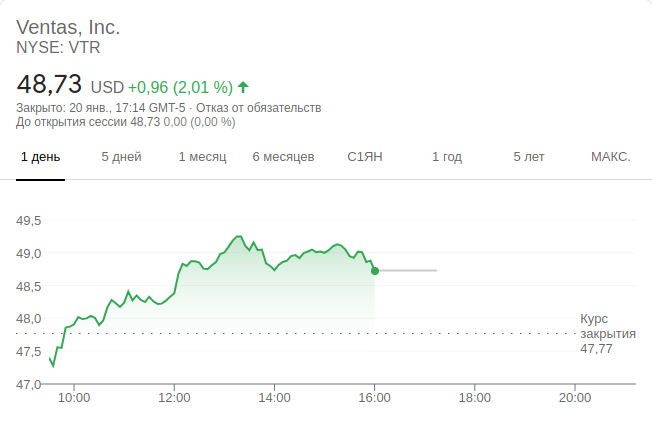 Ventas, Inc.
NYSE: VTR
48,73 USD +0,96 (2,01 %)
Закрыто: 20 янв., 17:14 GMT-5 · Отказ от обязательств
До открытия сессии 48,73 0,00 (0,00 %)
1 день 5 дней 1 месяц 6 месяцев С1ЯН 1 год 5 лет МАКС.
49,5
49,0
48,5
48,0
Курс
закрытия
47,77
47,5
47,0
10:00 12:00 14:00 16:00 18:00 20:00